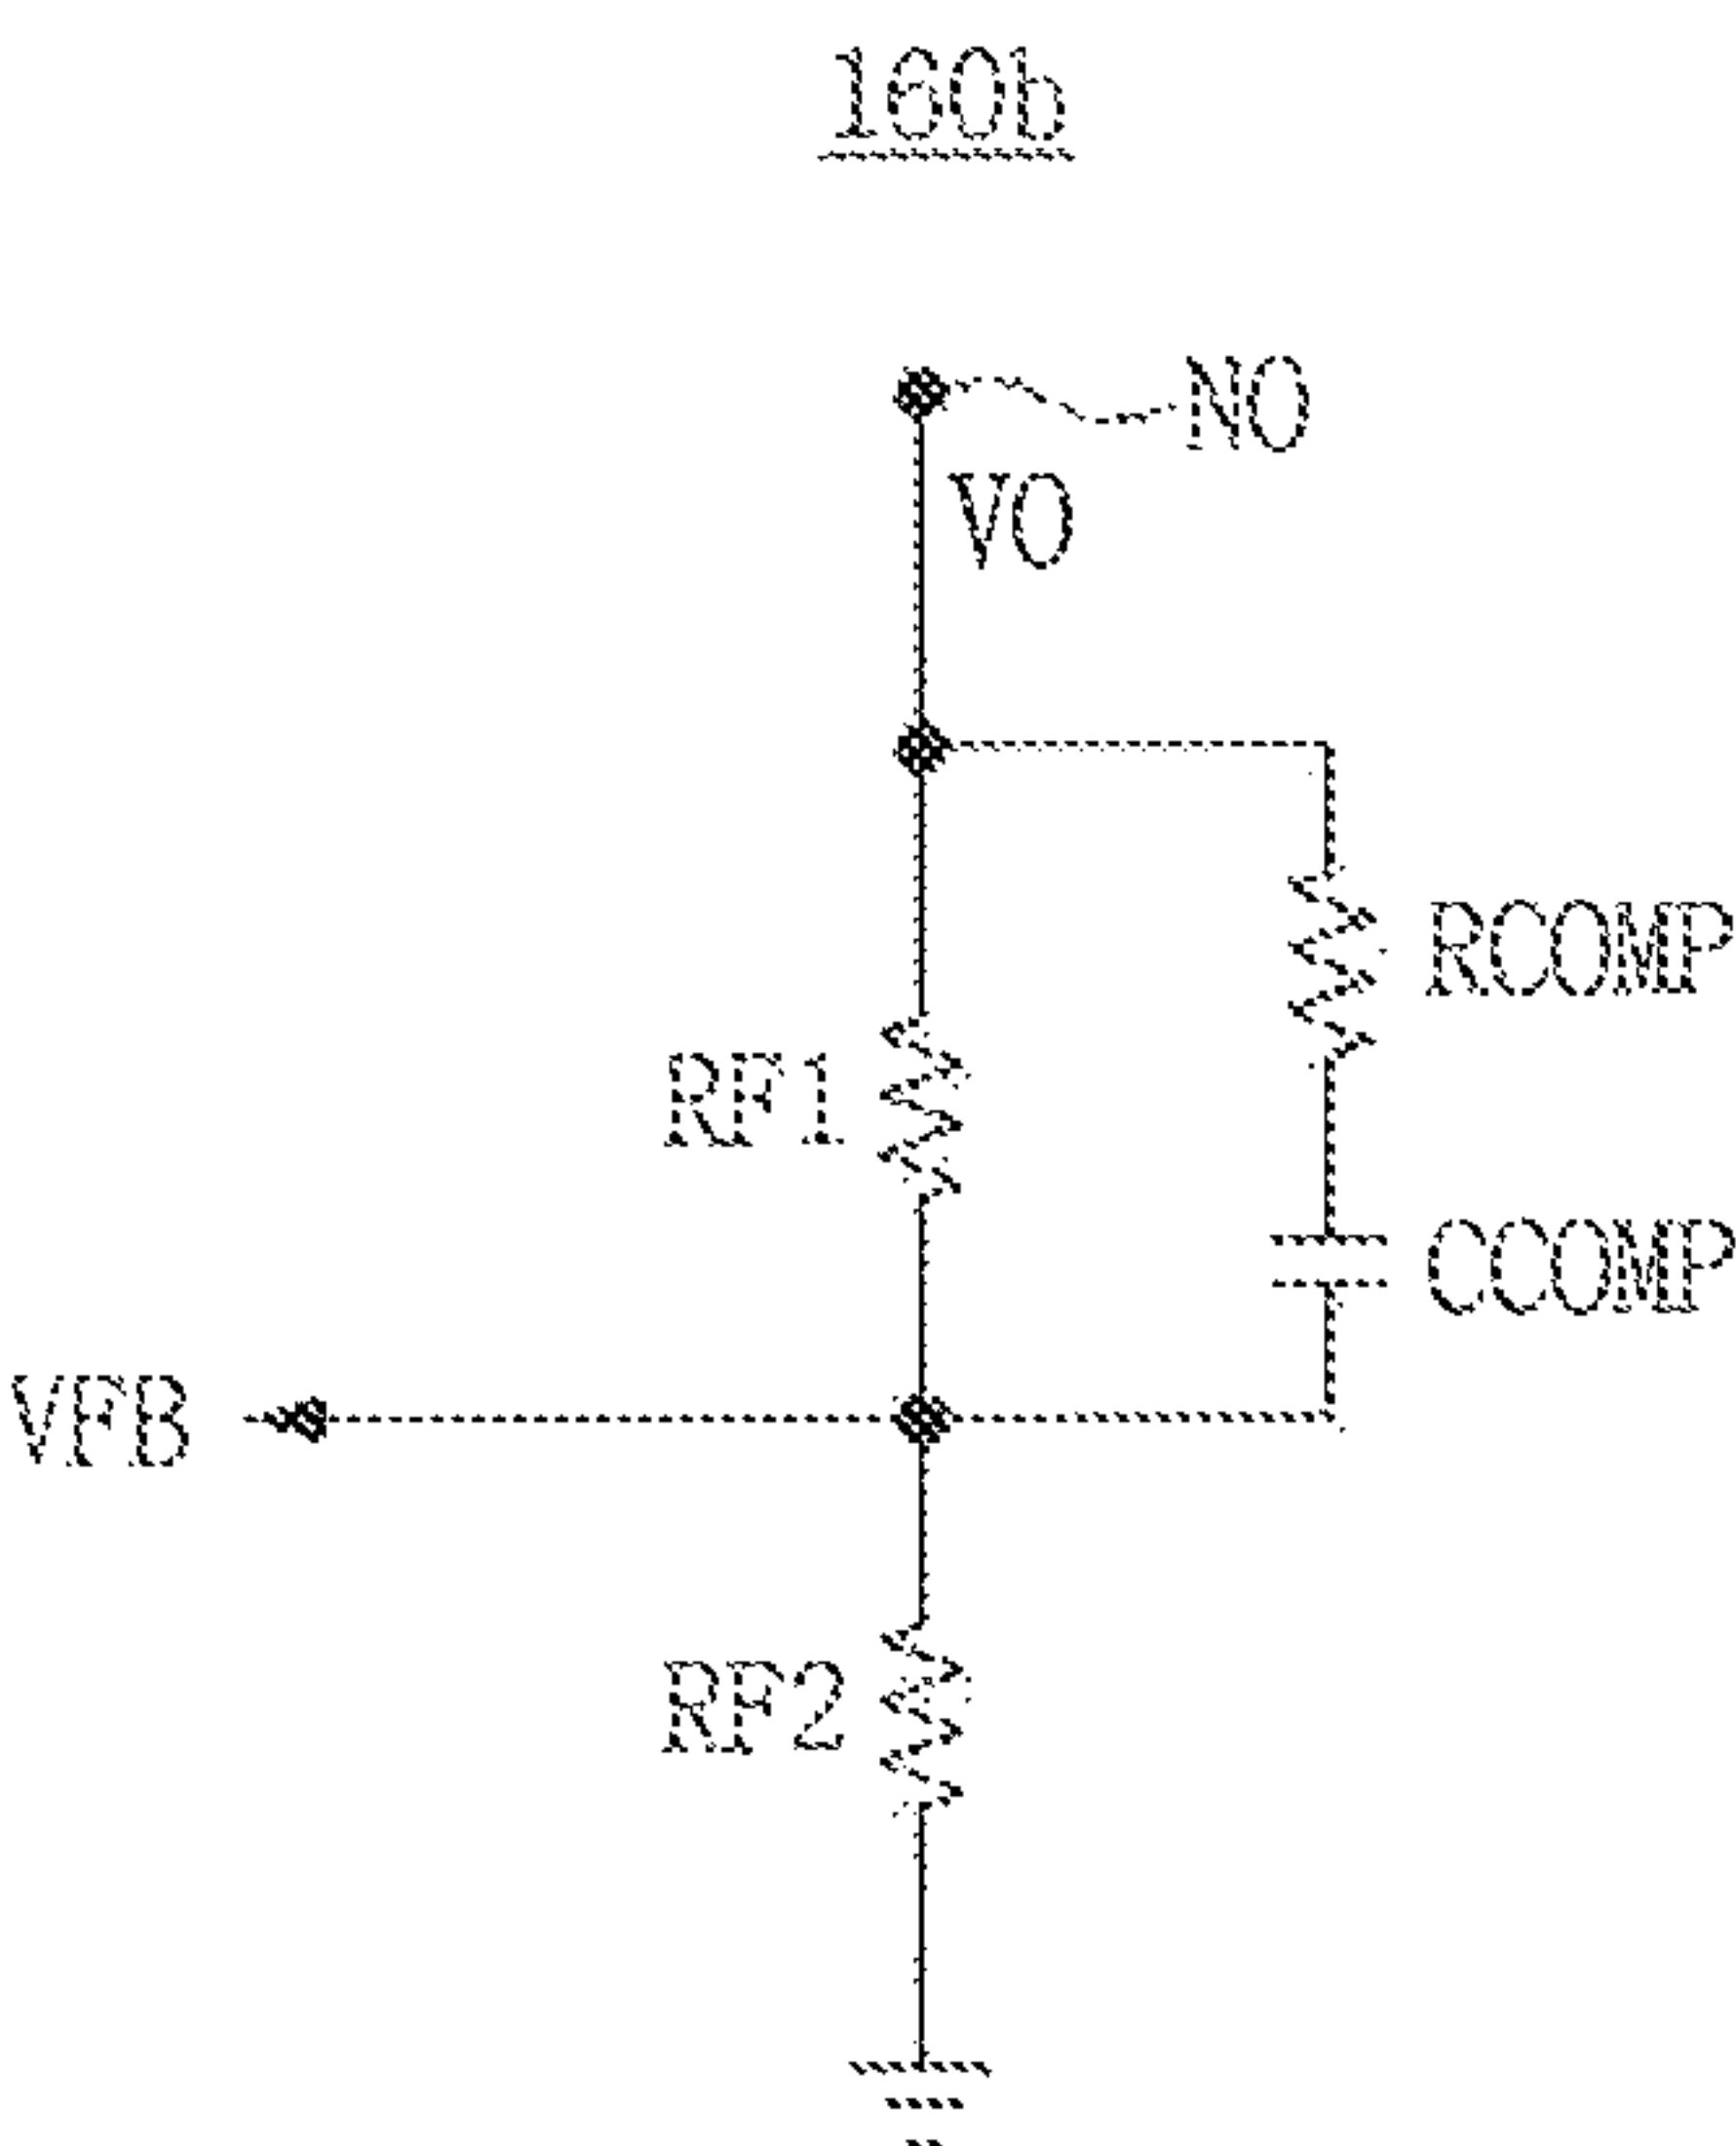 160b
NO
VO
RCOMP
RF1
CCOMP
VFB
RF2